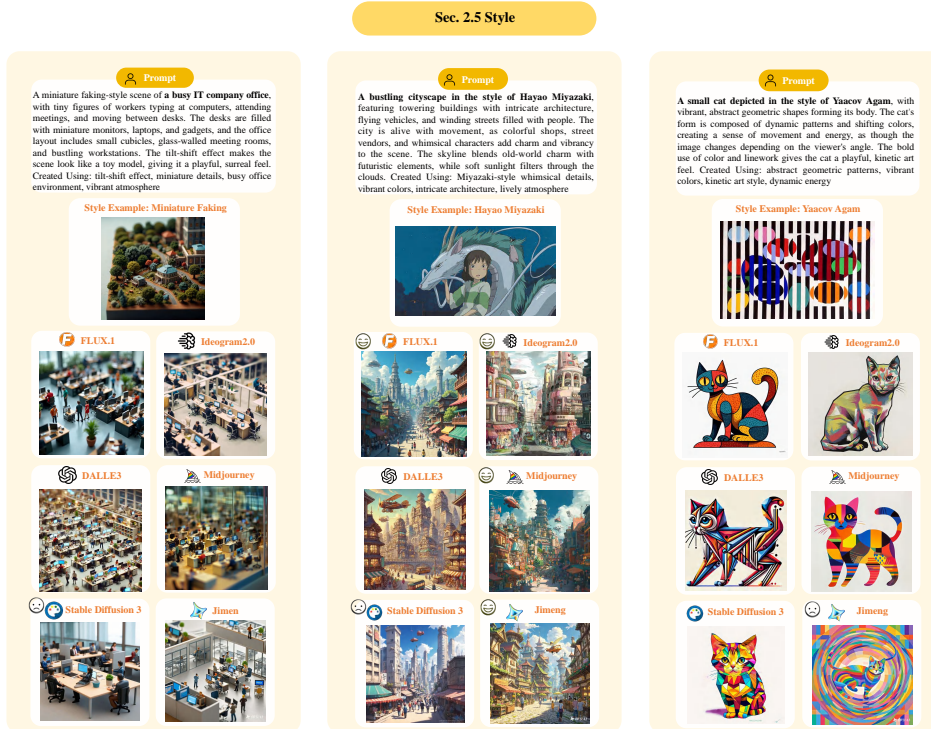 Sec. 2.5 Style
Prompt
A miniature faking-style scene of a busy IT company office,
with tiny figures of workers typing at computers, attending
meetings, and moving between desks. The desks are filled
with miniature monitors, laptops, and gadgets, and the office
layout includes small cubicles, glass-walled meeting rooms,
and bustling workstations. The tilt-shift effect makes the
scene look like a toy model, giving it a playful, surreal feel.
Created Using: tilt-shift effect, miniature details, busy office
environment, vibrant atmosphere
Style Example: Miniature Faking
FLUX.1
Ideogram2.0
DALLE3
Midjourney
Stable Diffusion 3
Jimen
Prompt
A bustling cityscape in the style of Hayao Miyazaki,
featuring towering buildings with intricate architecture,
flying vehicles, and winding streets filled with people. The
city is alive with movement, as colorful shops, street
vendors, and whimsical characters add charm and vibrancy
to the scene. The skyline blends old-world charm with
futuristic elements, while soft sunlight filters through the
clouds. Created Using: Miyazaki-style whimsical details,
vibrant colors, intricate architecture, lively atmosphere
Style Example: Hayao Miyazaki
FLUX.1
Ideogram2.0
DALLE3
Midjourney
Stable Diffusion 3
Jimeng
Prompt
A small cat depicted in the style of Yaacov Agam, with
vibrant, abstract geometric shapes forming its body. The cat's
form is composed of dynamic patterns and shifting colors,
creating a sense of movement and energy, as though the
image changes depending on the viewer's angle. The bold
use of color and linework gives the cat a playful, kinetic art
feel. Created Using: abstract geometric patterns, vibrant
colors, kinetic art style, dynamic energy
Style Example: Yaacov Agam
FLUX.1
Ideogram2.0
DALLE3
Midjourney
Stable Diffusion 3
Jimeng